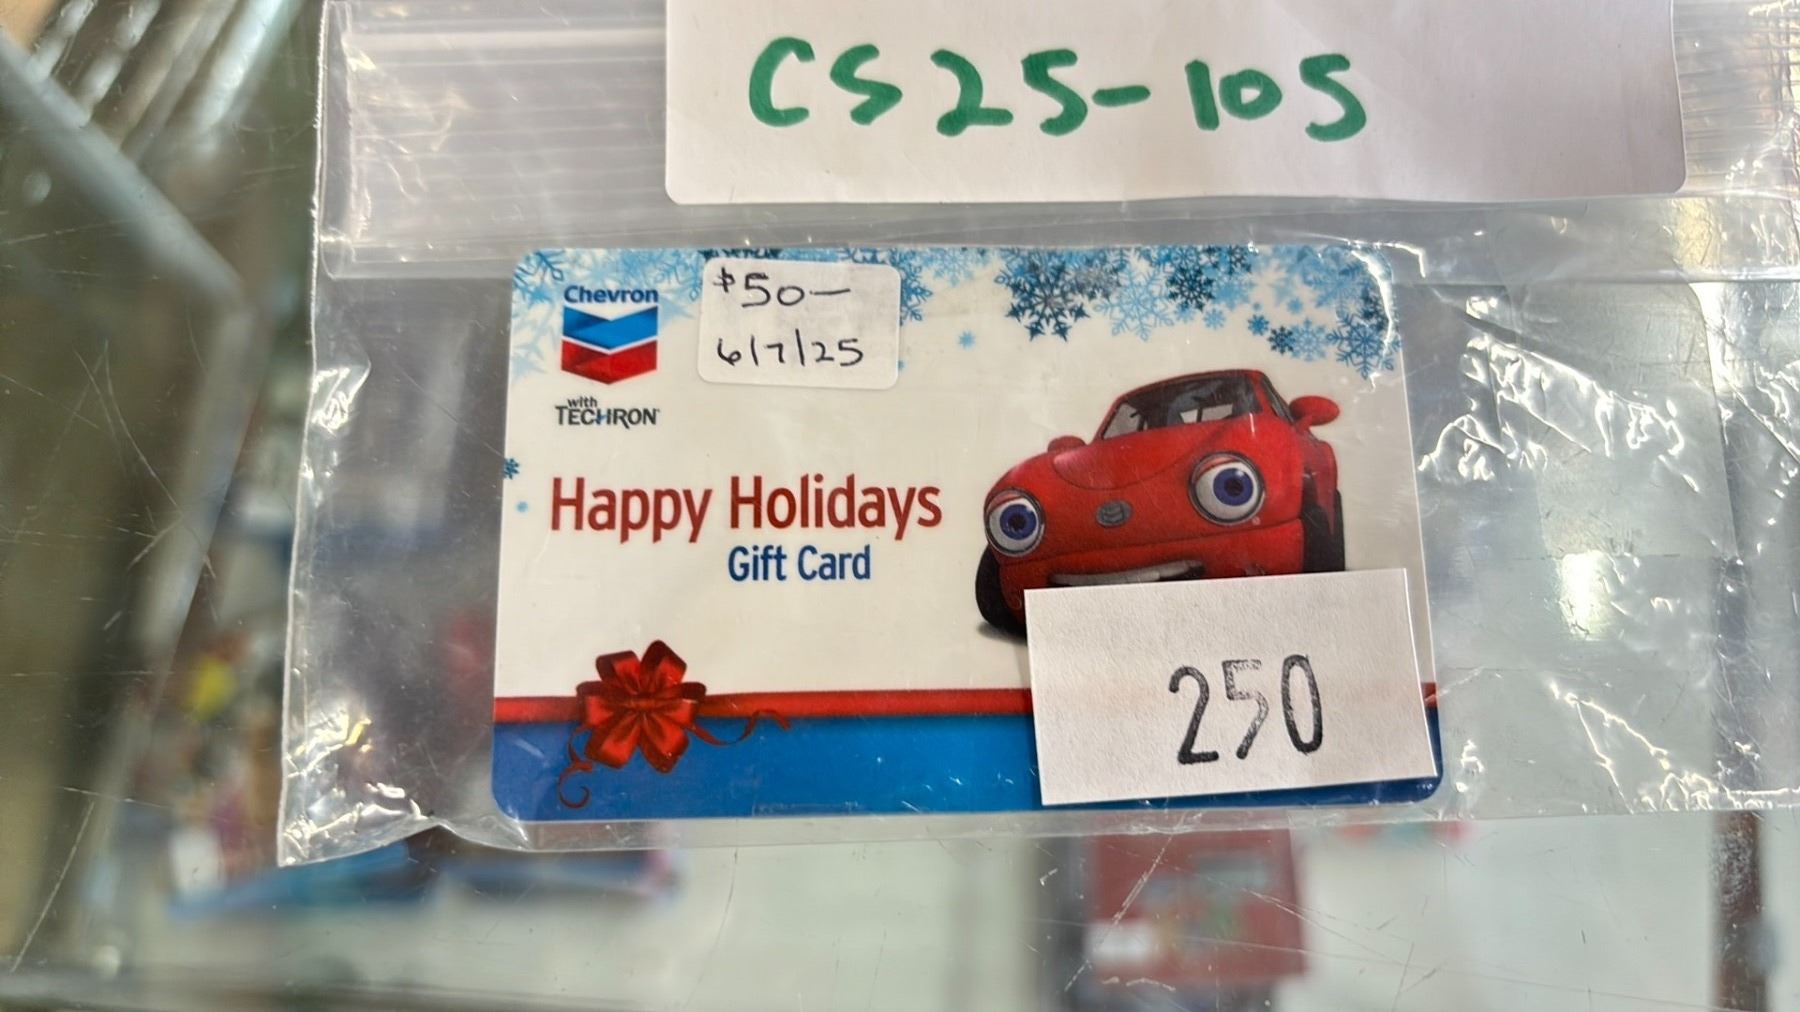 CS25-105
$50—
6/7/25
Chevron
with
TECHRON
Happy Holidays
Gift Card
250